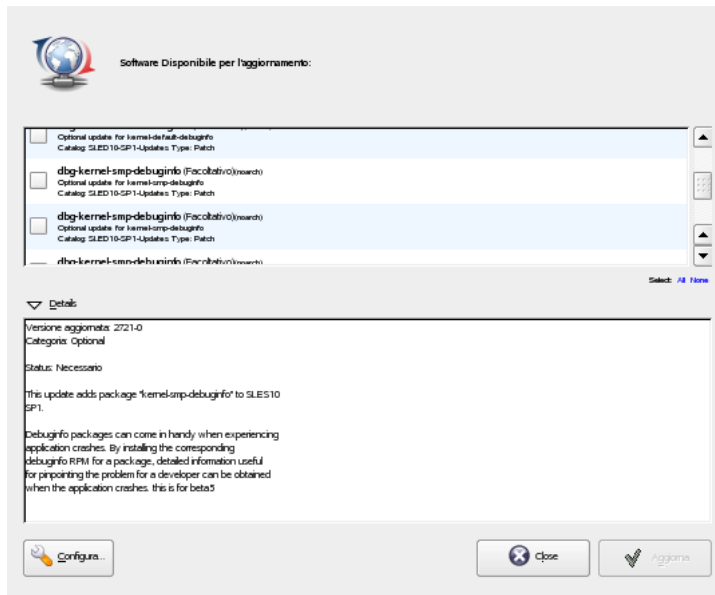 Software Disponibile per l'aggiornamento:
Optional update for kernel-default-debuginfo
Catalog: SLED10-SP1-Updates Type: Patch
dbg-kernel-smp-debuginfo (Facoltativo)(noarch)
Optional update for kernel-smp-debuginfo
Catalog: SLED10-SP1-Updates Type: Patch
dbg-kernel-smp-debuginfo (Facoltativo)(noarch)
Optional update for kernel-smp-debuginfo
Catalog: SLED10-SP1-Updates Type: Patch
dbg-kernel-smp-debuginfo (Facoltativo)(noarch)
Select: All None
Details
Versione aggiornata: 2721-0
Categoria: Optional
Status: Necessario
This update adds package "kernel-smp-debuginfo" to SLES10
SP1.
Debuginfo packages can come in handy when experiencing
application crashes. By installing the corresponding
debuginfo RPM for a package, detailed information useful
for pinpointing the problem for a developer can be obtained
when the application crashes. this is for beta5
Configura...
Close
Aggiorna